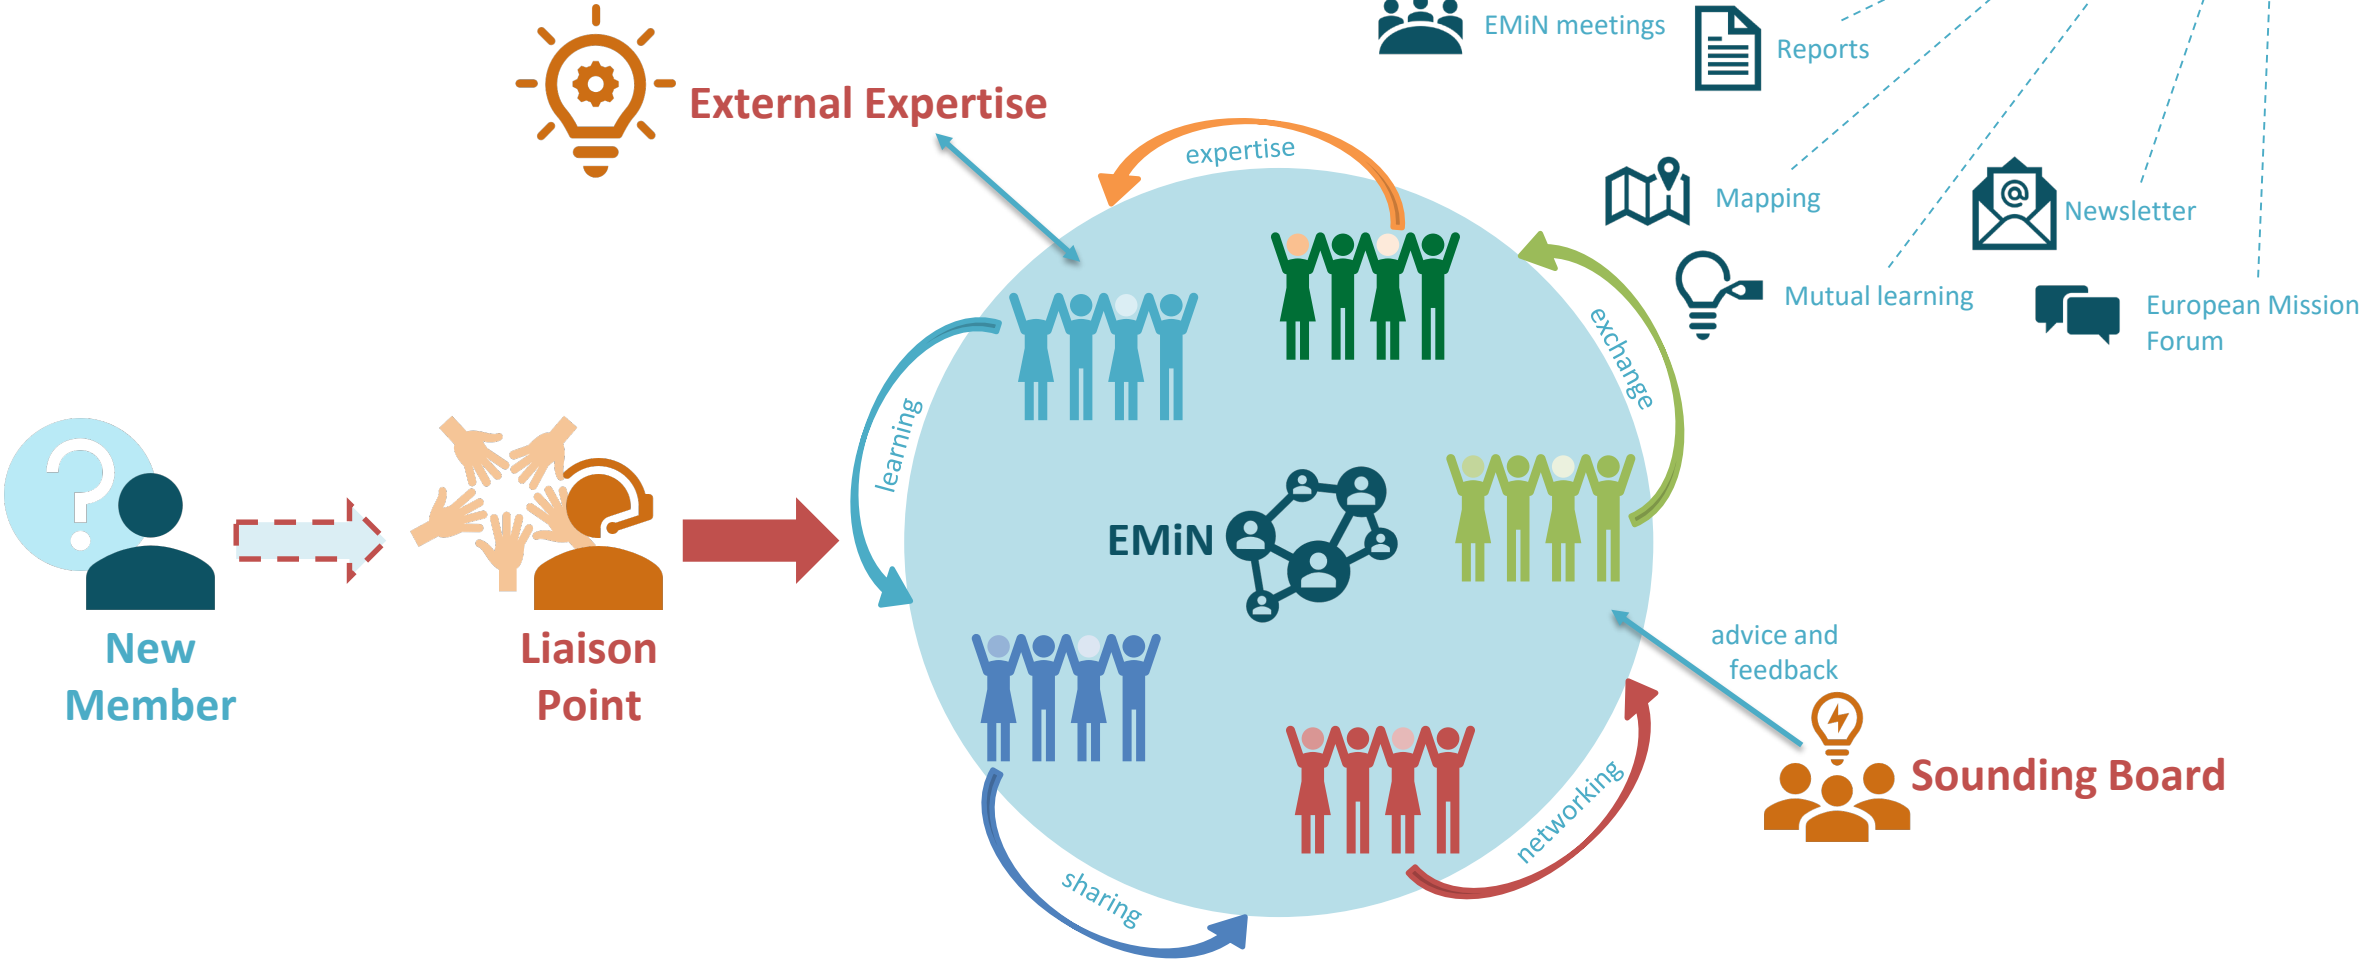 EMiN meetings
Reports
External Expertise
expertise
Mapping
Newsletter
Mutual learning
European Mission
Forum
exchange
learning
EMiN
New
Member
Liaison
Point
advice and
feedback
Sounding Board
networking
sharing